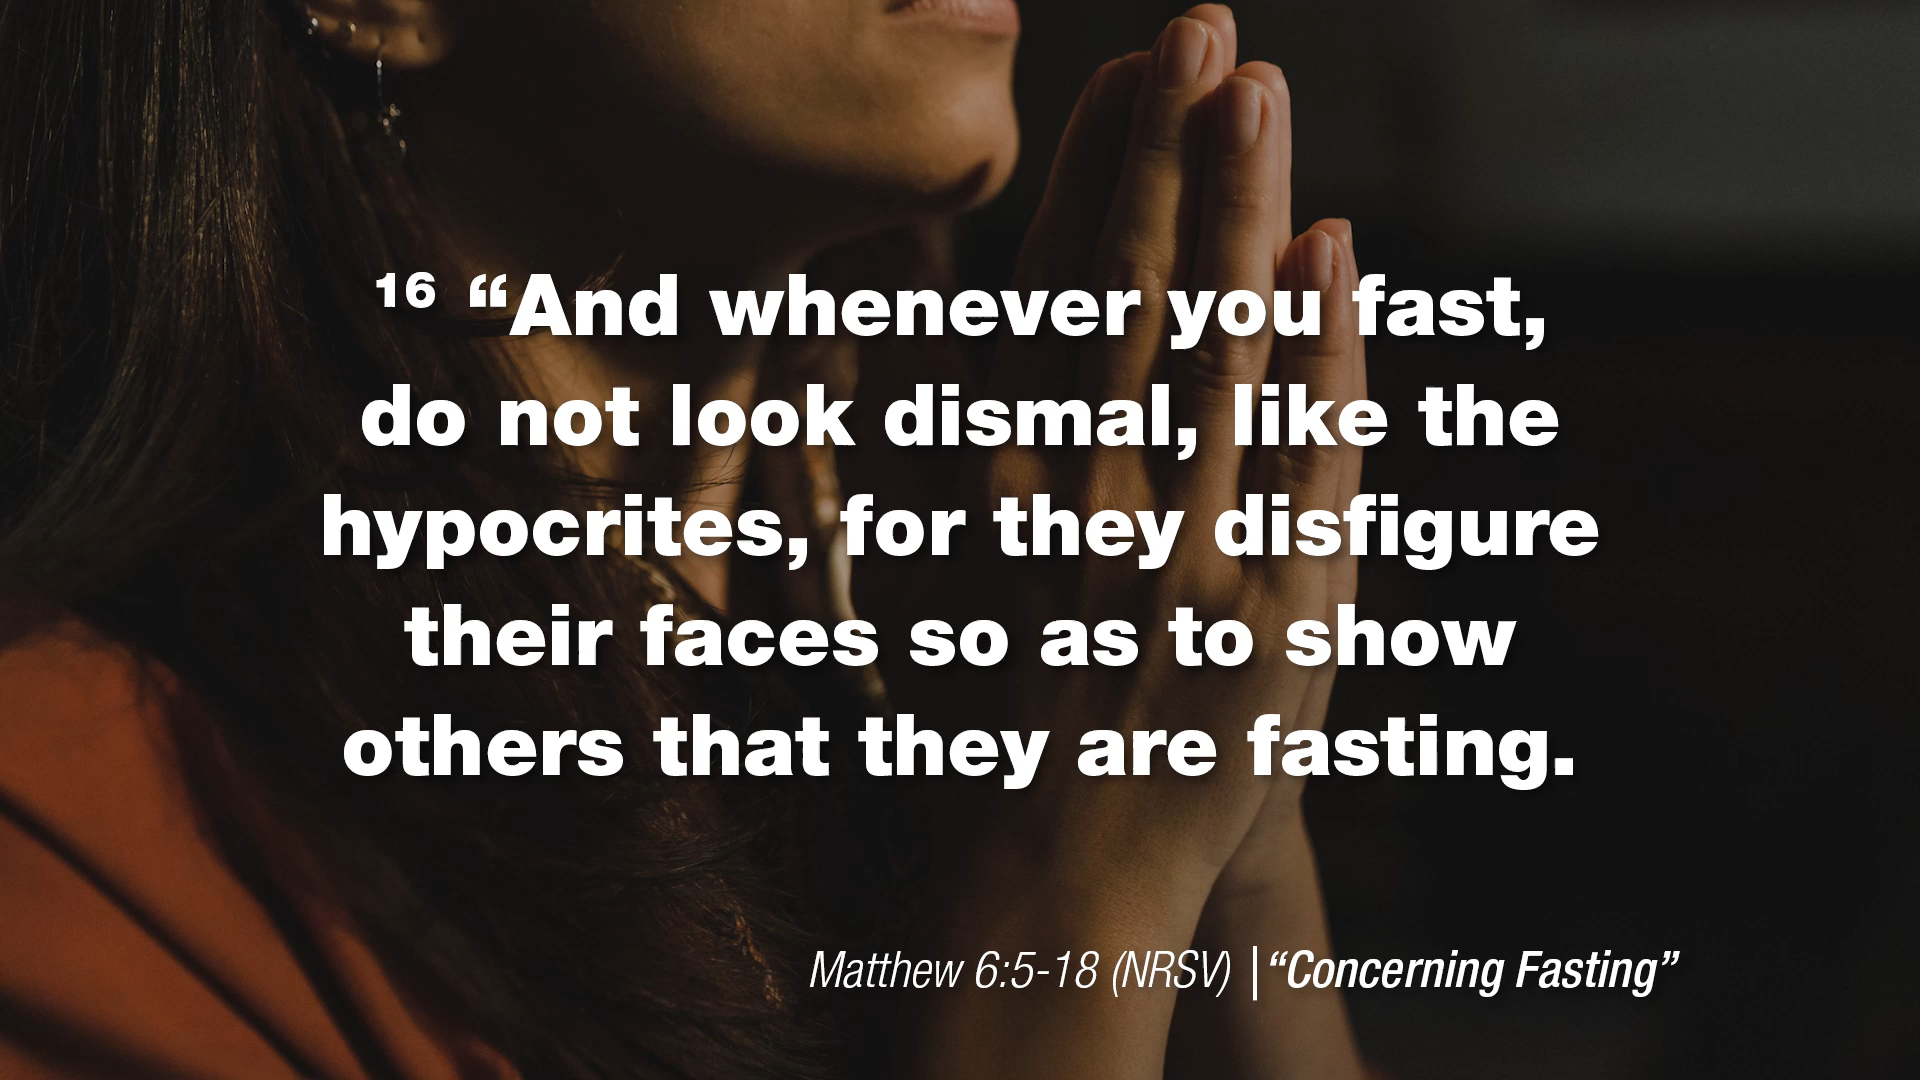 16 “And whenever you fast,
do not look dismal, like the
hypocrites, for they disfigure
their faces so as to show
others that they are fasting.
Matthew 6:5-18 (NRSV) | “Concerning Fasting”